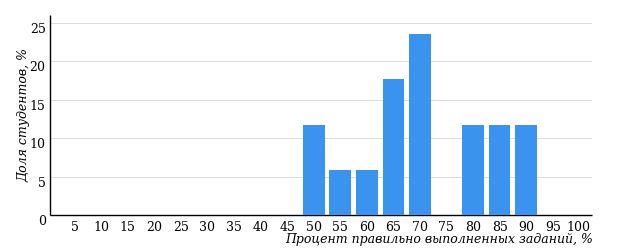 Доля студентов, %
25
20
15
10
5
0
5 10 15 20 25 30 35 40 45 50 55 60 65 70 75 80 85 90 95 100
Процент правильно выполненных заданий, %